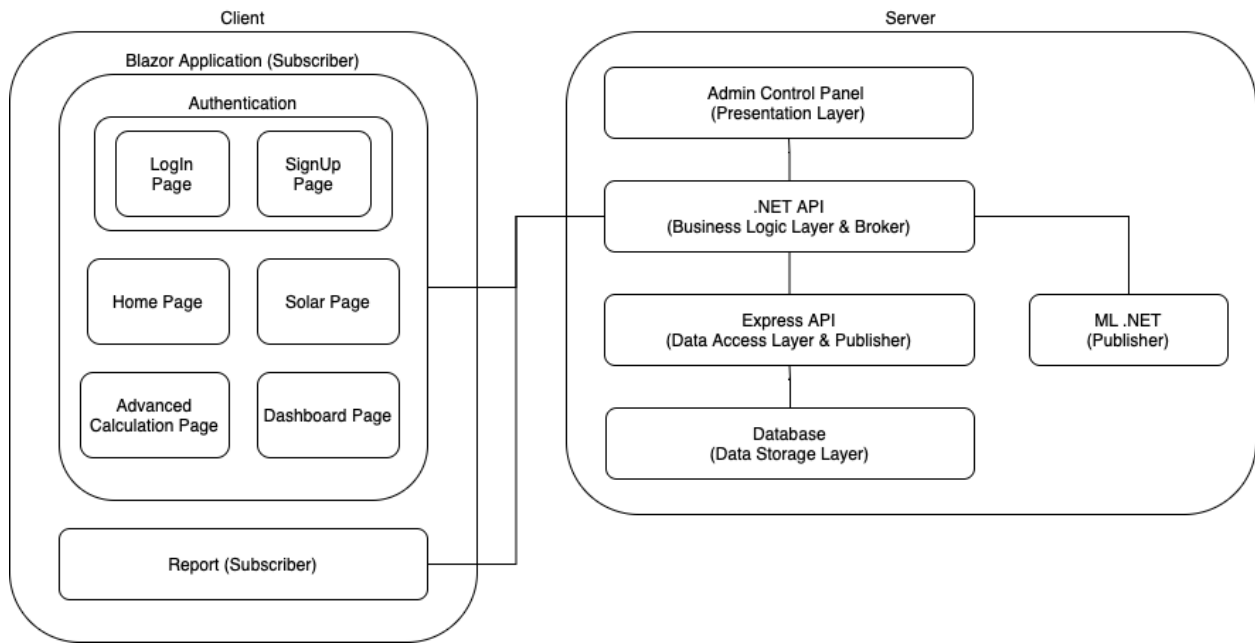 Client
Blazor Application (Subscriber)
Authentication
LogIn
Page
SignUp
Page
Home Page
Solar Page
Advanced
Calculation Page
Dashboard Page
Report (Subscriber)
Server
Admin Control Panel
(Presentation Layer)
.NET API
(Business Logic Layer & Broker)
Express API
(Data Access Layer & Publisher)
ML .NET
(Publisher)
Database
(Data Storage Layer)